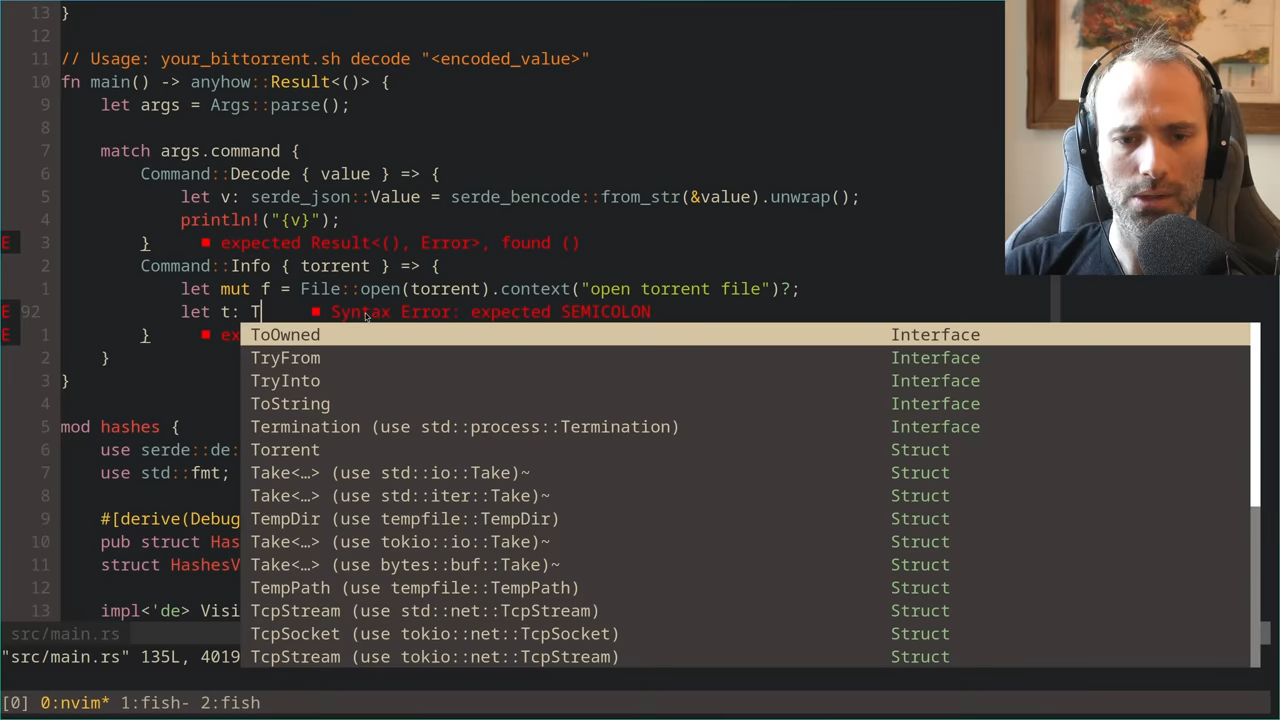 13 }
12
11 // Usage: your_bittorrent.sh decode "<encoded_value>"
10 fn main() -> anyhow::Result<()> {
9 let args = Args::parse();
8
7 match args.command {
6 Command::Decode { value } => {
5 let v: serde_json::Value = serde_bencode::from_str(&value).unwrap();
4 println!("{v}");
E 3 } ■ expected Result<(), Error>, found ()
2 Command::Info { torrent } => {
1 let mut f = File::open(torrent).context("open torrent file")?;
E 92 let t: T ■ Syntax Error: expected SEMICOLON
ToOwned Interface
E 1 } ■ ex
2 }
TryFrom Interface
3 }
TryInto Interface
4
ToString Interface
5 mod hashes {
Termination (use std::process::Termination) Interface
6 use serde::de:
Torrent Struct
7 use std::fmt;
Take<…> (use std::io::Take)~ Struct
8
Take<…> (use std::iter::Take)~ Struct
9 #[derive(Debug
TempDir (use tempfile::TempDir) Struct
10 pub struct Has
Take<…> (use tokio::io::Take)~ Struct
11 struct HashesV
Take<…> (use bytes::buf::Take)~ Struct
12
TempPath (use tempfile::TempPath) Struct
13 impl<'de> Visi
TcpStream (use std::net::TcpStream) Struct
src/main.rs
TcpSocket (use tokio::net::TcpSocket) Struct
"src/main.rs" 135L, 4019
TcpStream (use tokio::net::TcpStream) Struct
[0] 0:nvim* 1:fish- 2:fish